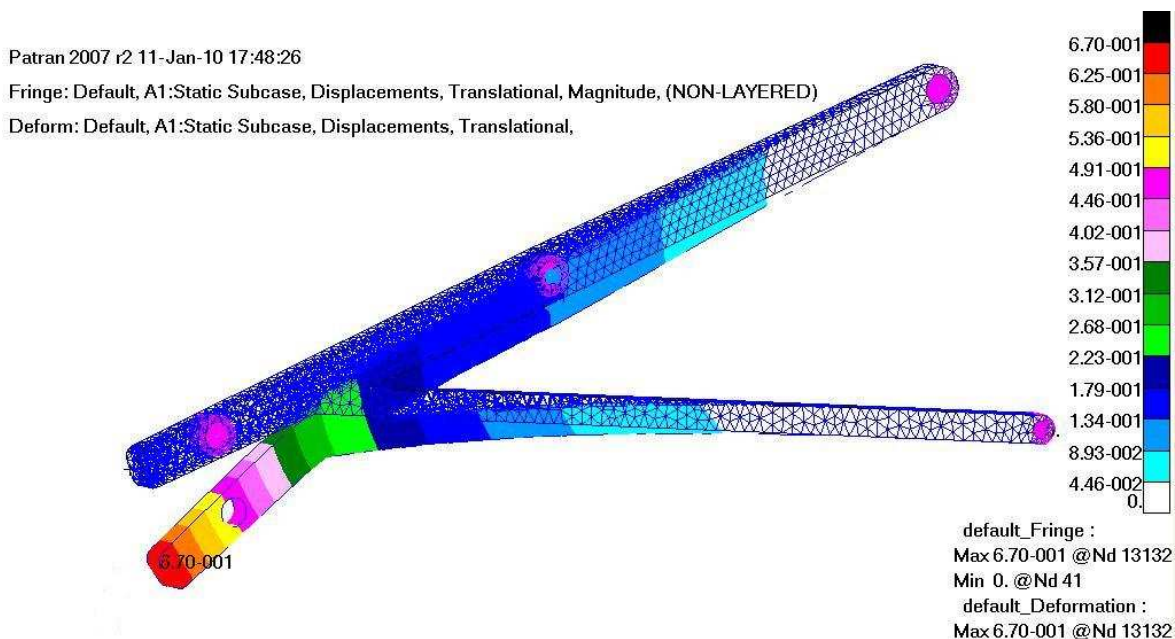 Patran 2007 r2 11-Jan-10 17:48:26
Fringe: Default, A1:Static Subcase, Displacements, Translational, Magnitude, (NON-LAYERED)
Deform: Default, A1:Static Subcase, Displacements, Translational,
6.70-001
6.25-001
5.80-001
5.36-001
4.91-001
4.46-001
4.02-001
3.57-001
3.12-001
2.68-001
2.23-001
1.79-001
1.34-001
8.93-002
4.46-002
0.
6.70-001
default_Fringe :
Max 6.70-001 @Nd 13132
Min 0. @Nd 41
default_Deformation :
Max 6.70-001 @Nd 13132